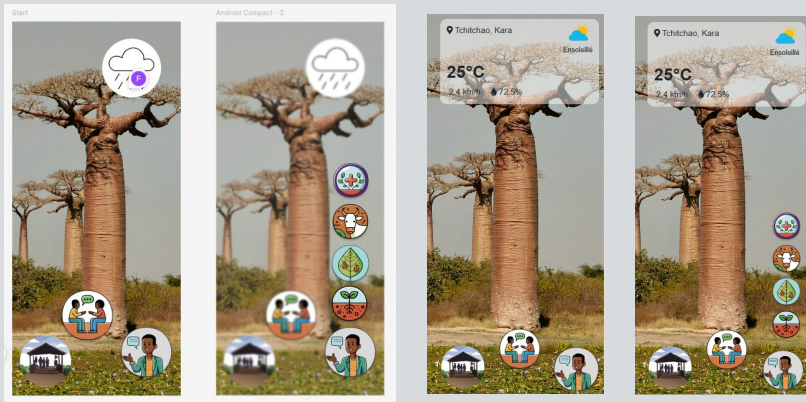 Start
Android Compact - 2
F
Tchitchao, Kara
Ensoleillé
25°C
2.4 km/h 72.5%
Tchitchao, Kara
Ensoleillé
25°C
2.4 km/h 72.5%